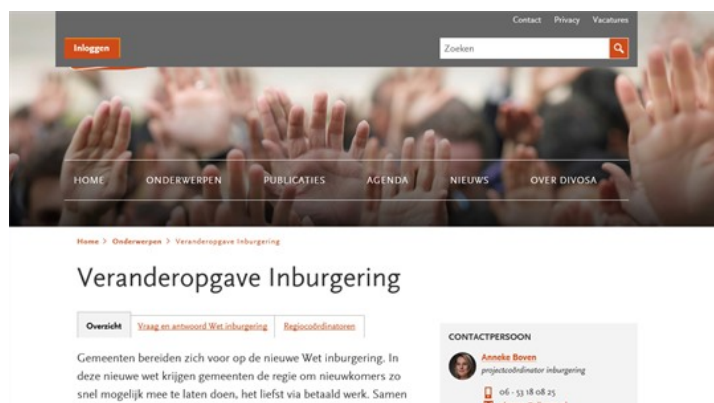 Contact Privacy Vacatures
Inloggen
Zoeken
HOME ONDERWERPEN PUBLICATIES AGENDA NIEUWS OVER DIVOSA
Home > Onderwerpen > Veranderopgave Inburgering
Veranderopgave Inburgering
Overzicht Vraag en antwoord Wet inburgering Regiocoördinatoren
Gemeenten bereiden zich voor op de nieuwe Wet inburgering. In
deze nieuwe wet krijgen gemeenten de regie om nieuwkomers zo
snel mogelijk mee te laten doen, het liefst via betaald werk. Samen
CONTACTPERSOON
Anneke Boven
projectcoördinator inburgering
06 - 53 18 08 25